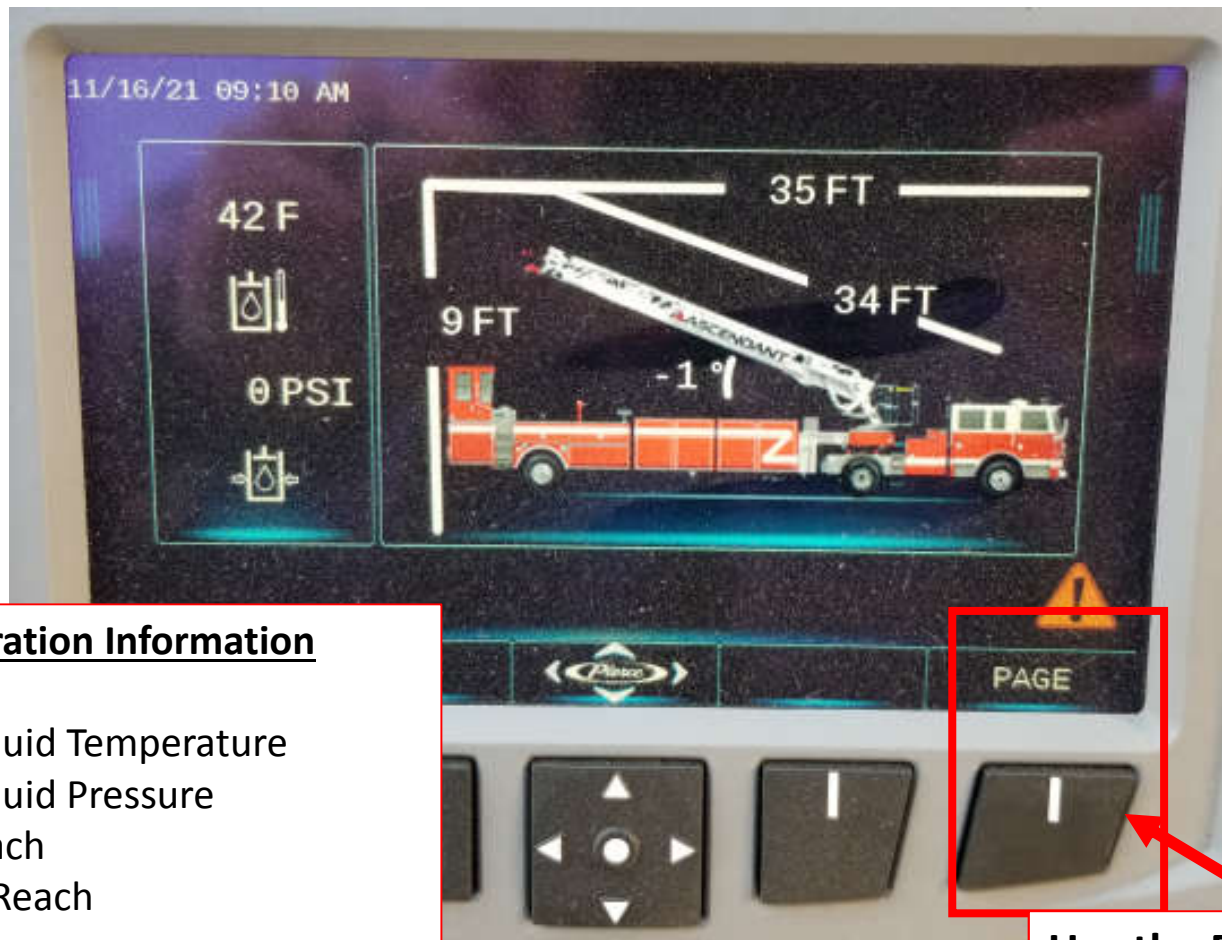 11/16/21 09:10 AM
42 F
0 PSI
35 FT
9 FT
34 FT
ASCENDANT
-1°
Pierce
PAGE
ration Information
uid Temperature
uid Pressure
ach
Reach